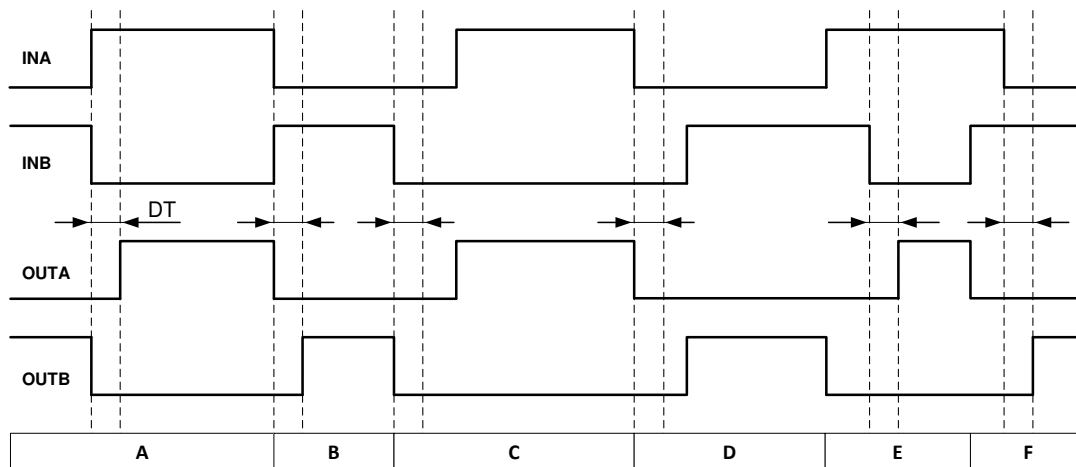 INA
INB
DT
OUTA
OUTB
A B C D E F